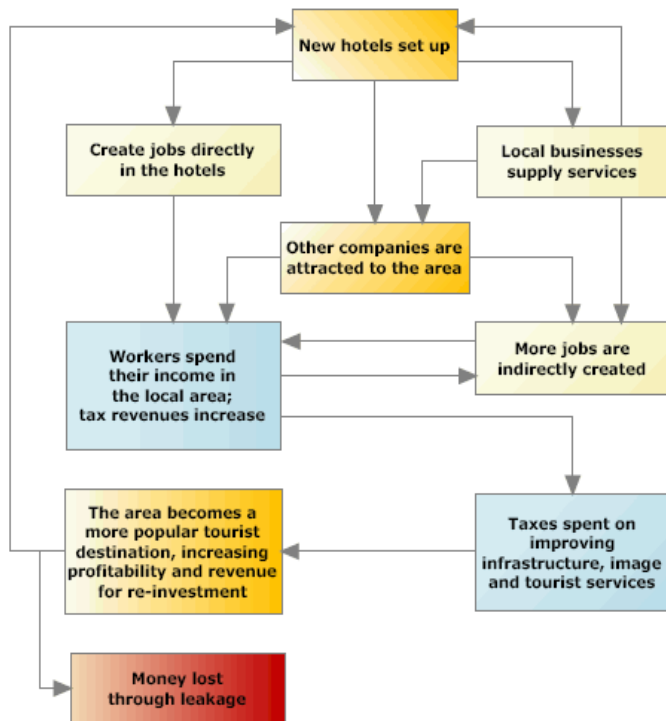 New hotels set up
Create jobs directly
in the hotels
Local businesses
supply services
Other companies are
attracted to the area
Workers spend
their income in
the local area;
tax revenues increase
More jobs are
indirectly created
The area becomes a
more popular tourist
destination, increasing
profitability and revenue
for re-investment
Taxes spent on
improving
infrastructure, image
and tourist services
Money lost
through leakage